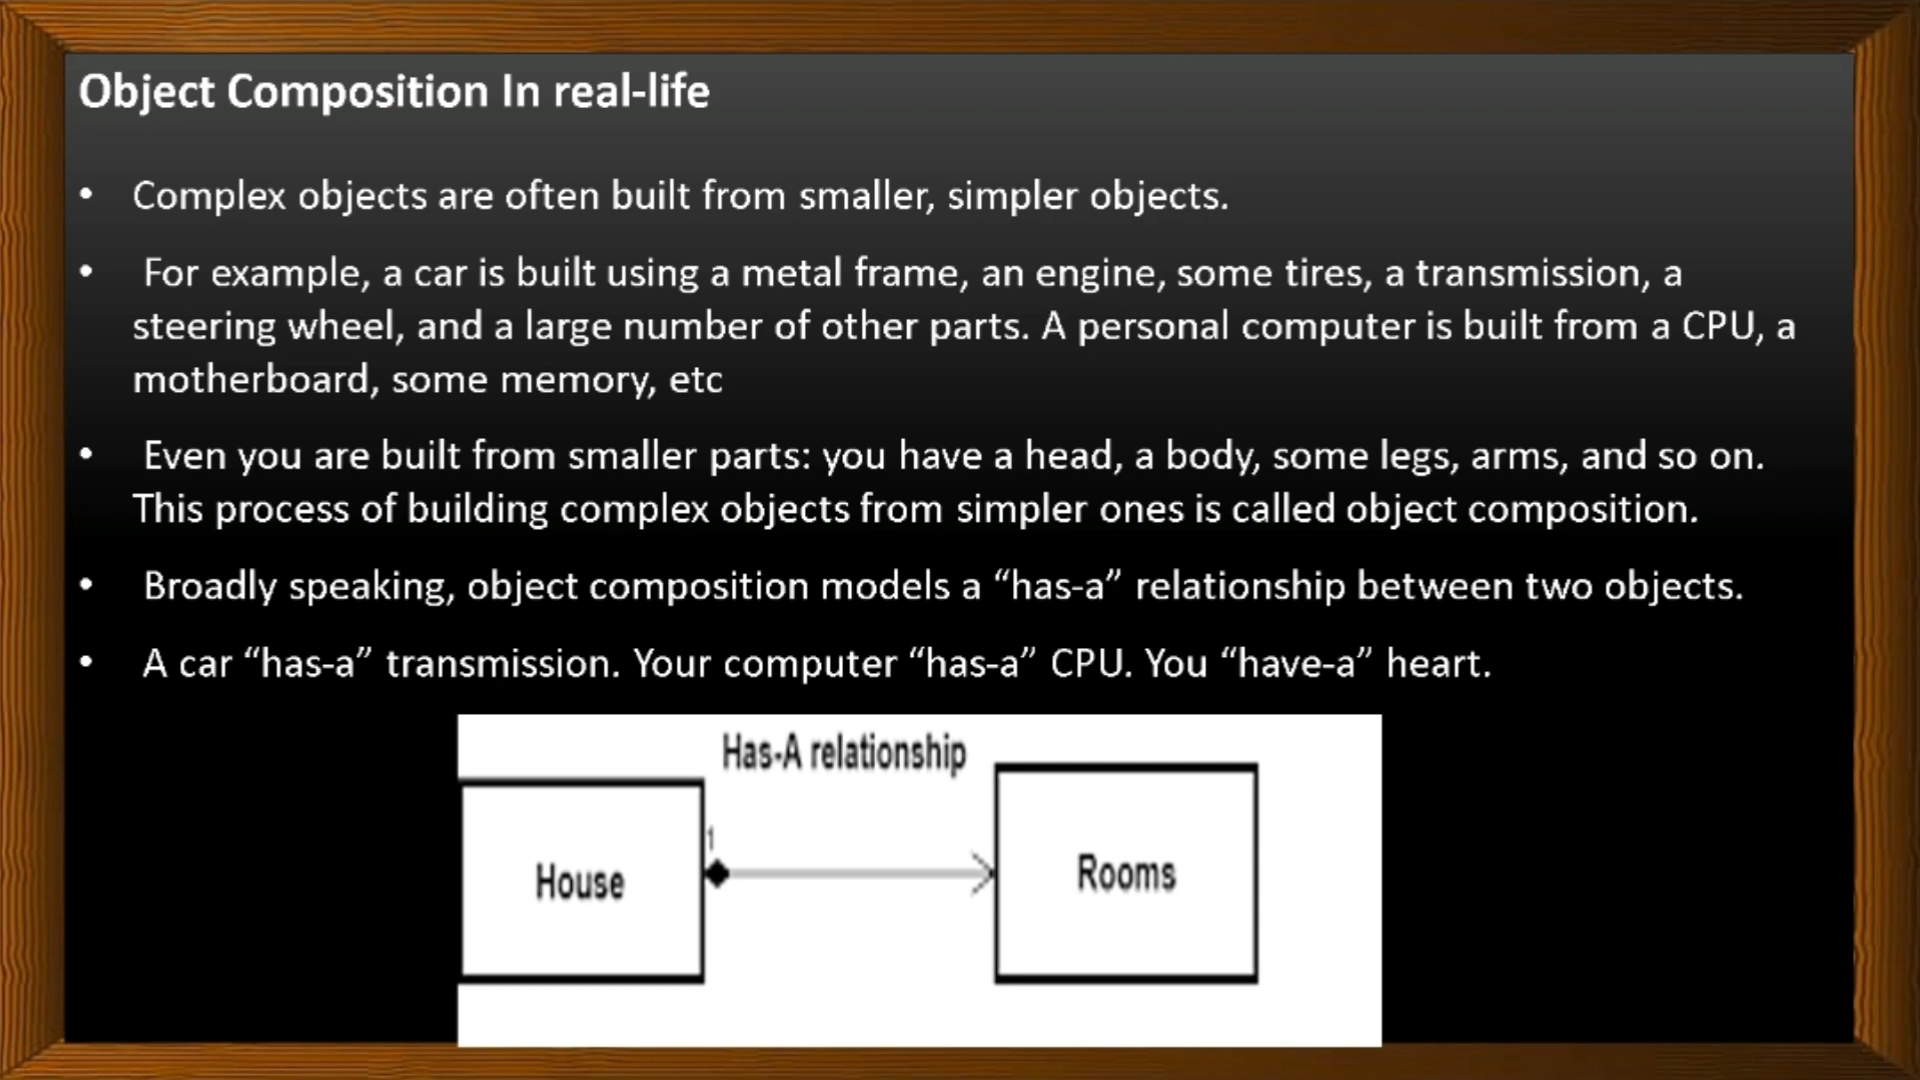 Object Composition In real-life
• Complex objects are often built from smaller, simpler objects.
• For example, a car is built using a metal frame, an engine, some tires, a transmission, a
steering wheel, and a large number of other parts. A personal computer is built from a CPU, a
motherboard, some memory, etc
• Even you are built from smaller parts: you have a head, a body, some legs, arms, and so on.
This process of building complex objects from simpler ones is called object composition.
• Broadly speaking, object composition models a “has-a” relationship between two objects.
• A car “has-a” transmission. Your computer “has-a” CPU. You “have-a” heart.
Has-A relationship
1
House
Rooms